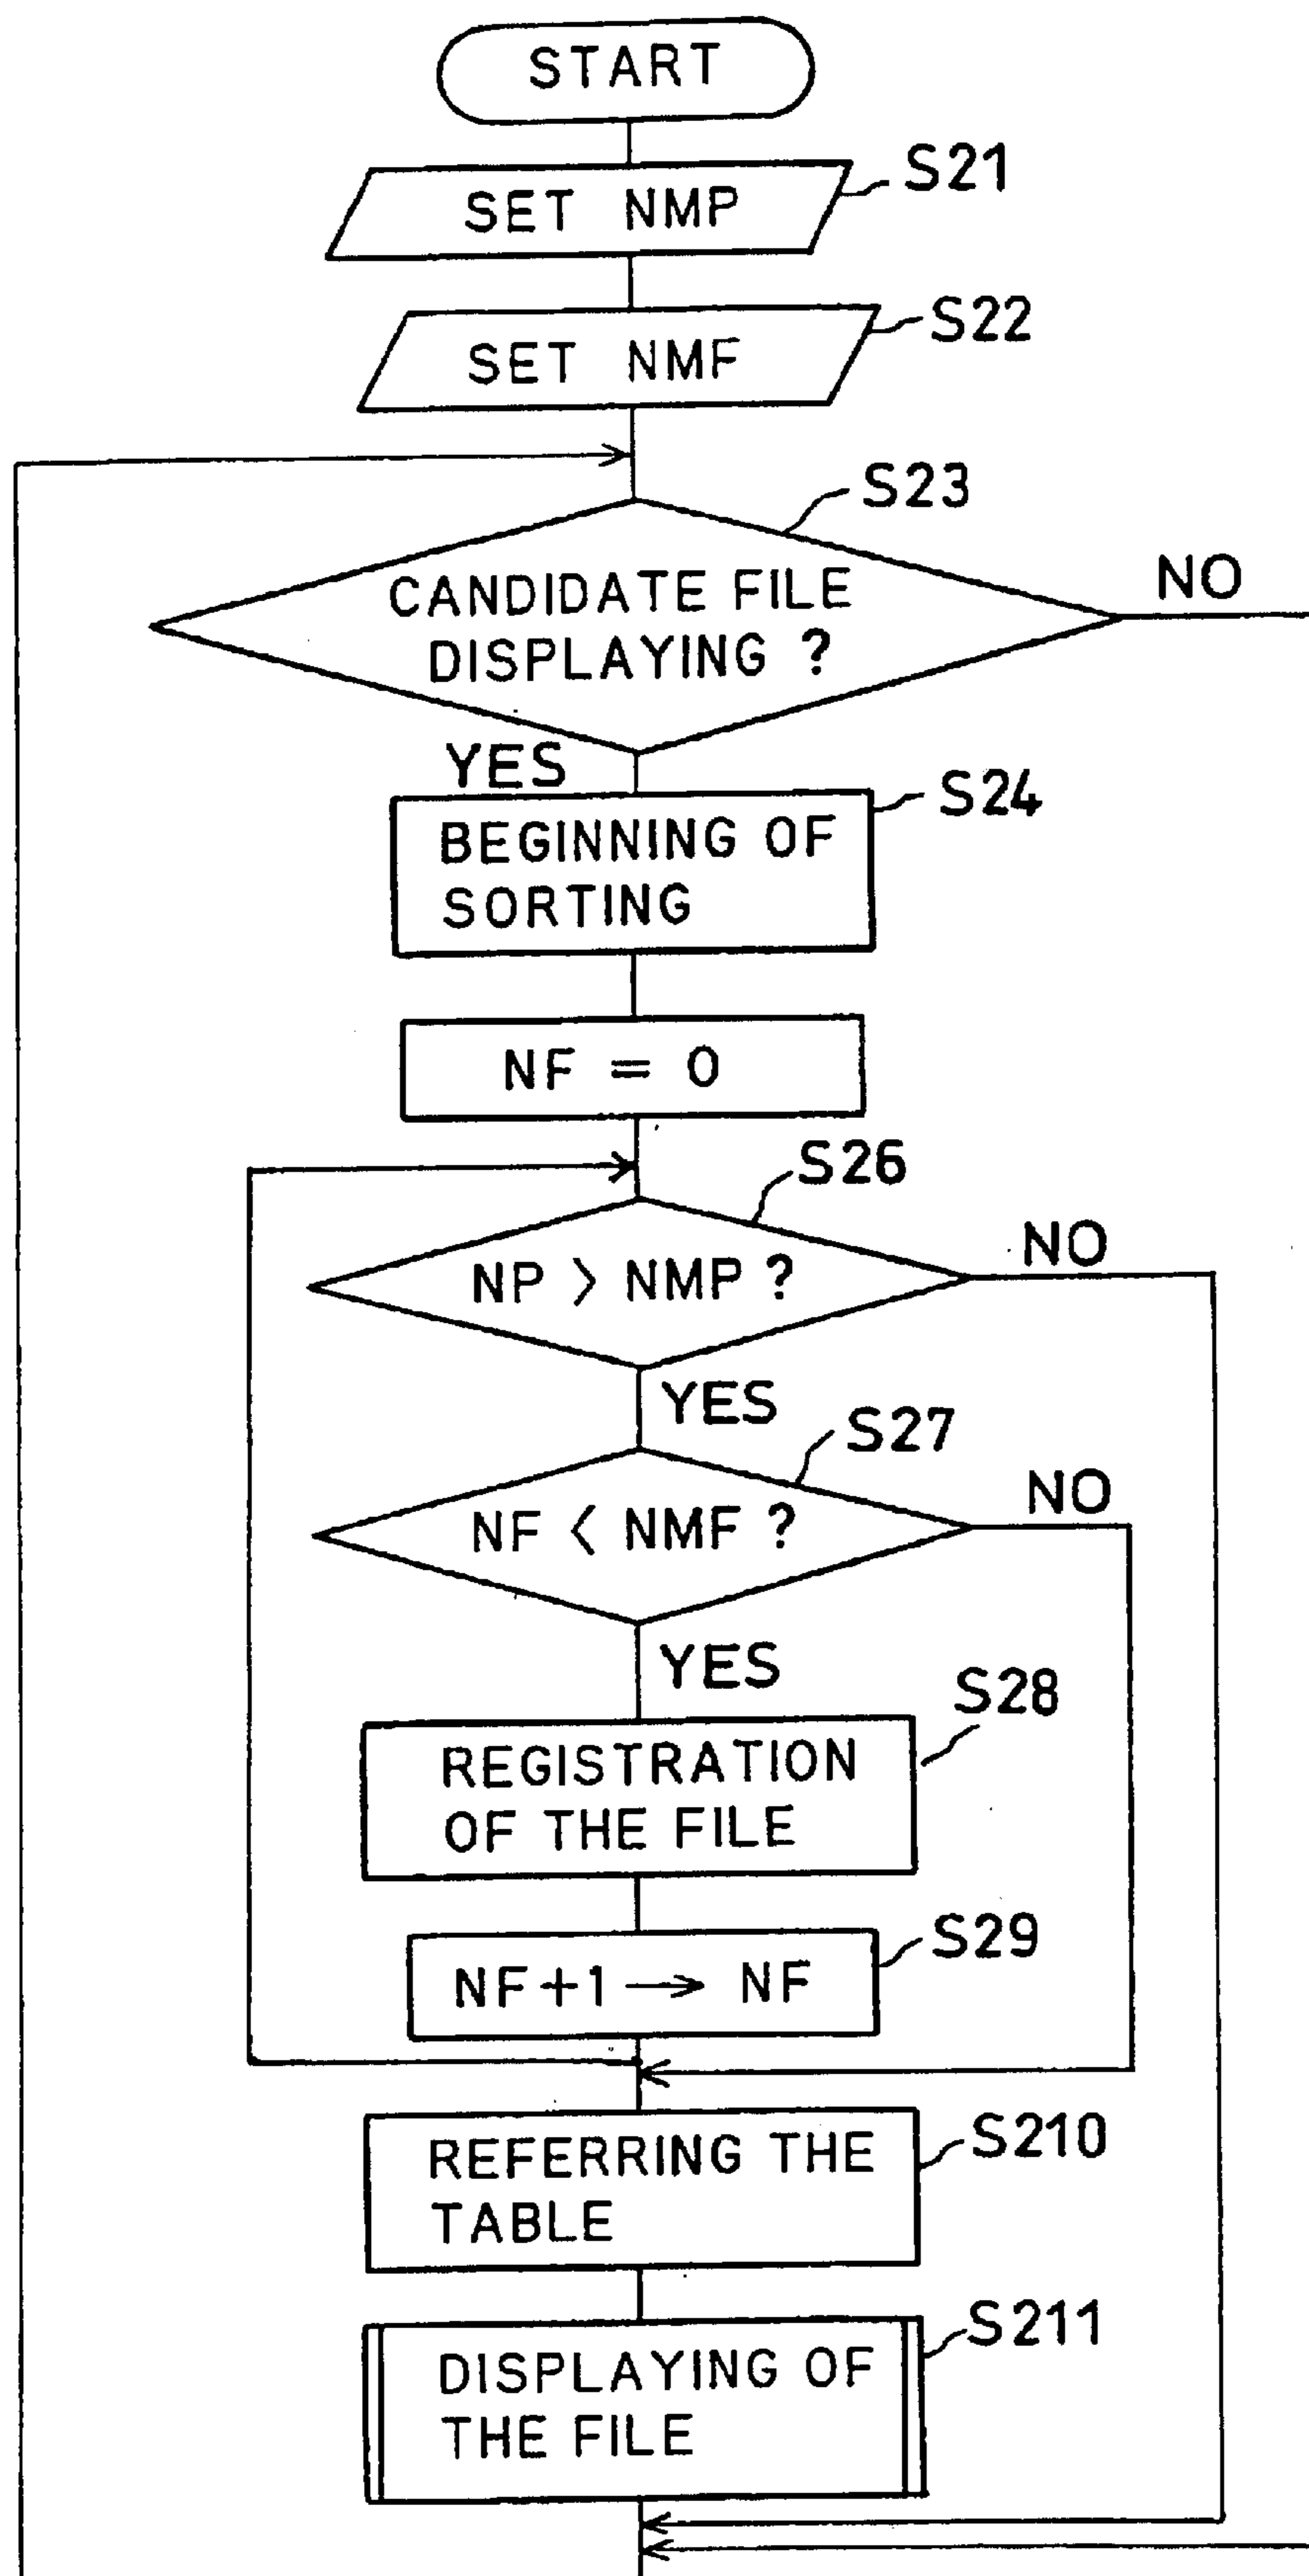 START
SET NMP
S21
SET NMF
S22
S23
CANDIDATE FILE
DISPLAYING ?
NO
YES
S24
BEGINNING OF
SORTING
NF = 0
S26
NP > NMP ?
NO
YES
S27
NF < NMF ?
NO
YES
S28
REGISTRATION
OF THE FILE
S29
NF+1 → NF
S210
REFERRING THE
TABLE
S211
DISPLAYING OF
THE FILE